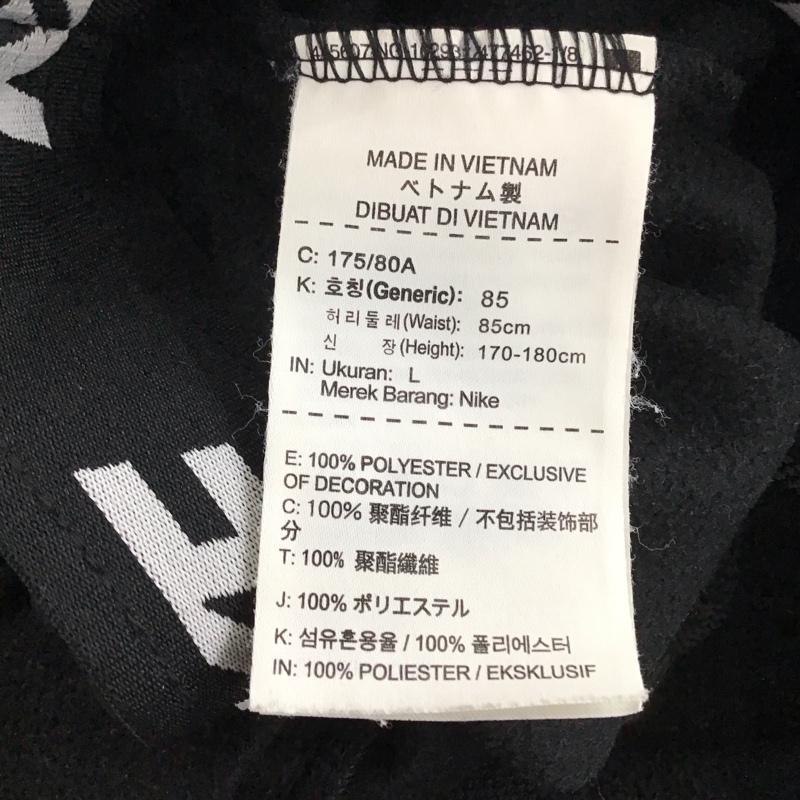 MADE IN VIETNAM
ベトナム製
DIBUAT DI VIETNAM
C: 175/80A
K: 호칭(Generic): 85
허리둘레(Waist): 85cm
신 장(Height): 170-180cm
IN: Ukuran: L
Merek Barang: Nike
E: 100% POLYESTER / EXCLUSIVE
OF DECORATION
C: 100% 聚酯纤维 / 不包括装饰部
分
T: 100% 聚酯纖維
J: 100% ポリエステル
K: 섬유혼용율 / 100% 폴리에스터
IN: 100% POLIESTER / EKSKLUSIF